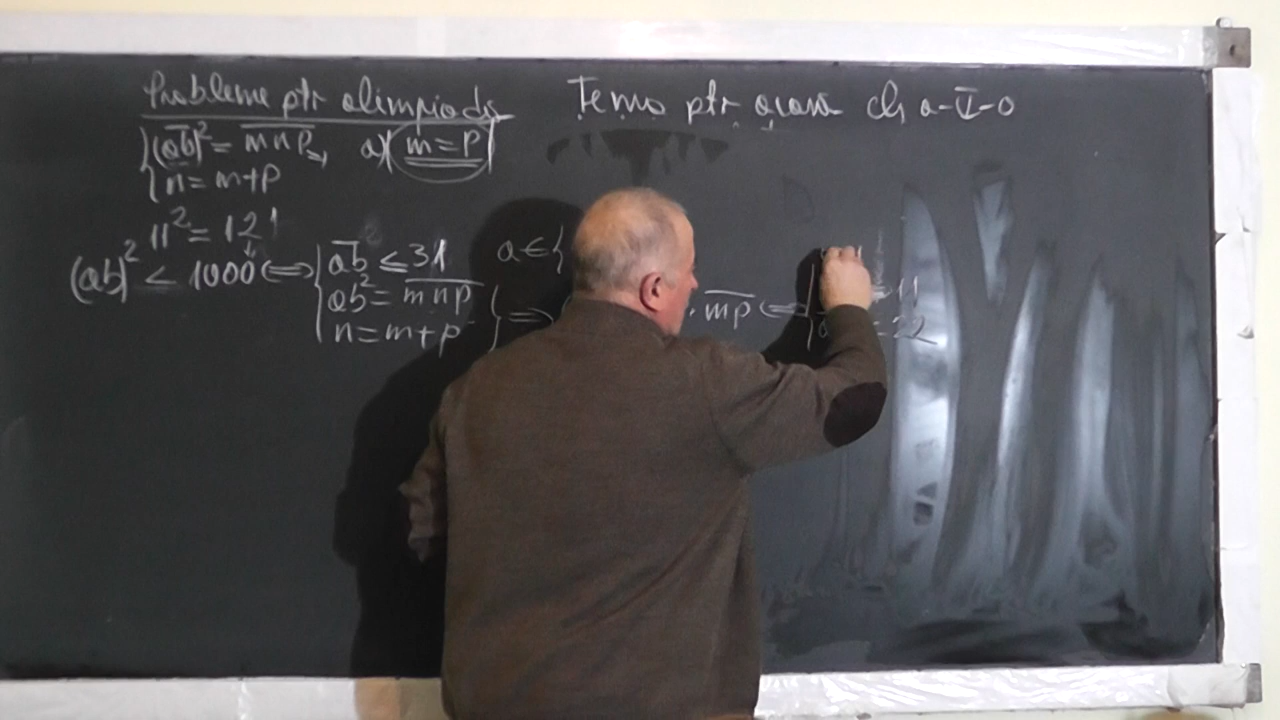 Probleme ptr olimpiada
Tema ptr acasă cls a-V-a
(ab)² = mnp, a) m=p
n = m+p
11² = 121
(ab)² < 1000 ⟺ ab ≤ 31 a∈{
ab² = mnp ⟹ · mp ⟺ = 11
n = m+p = 22